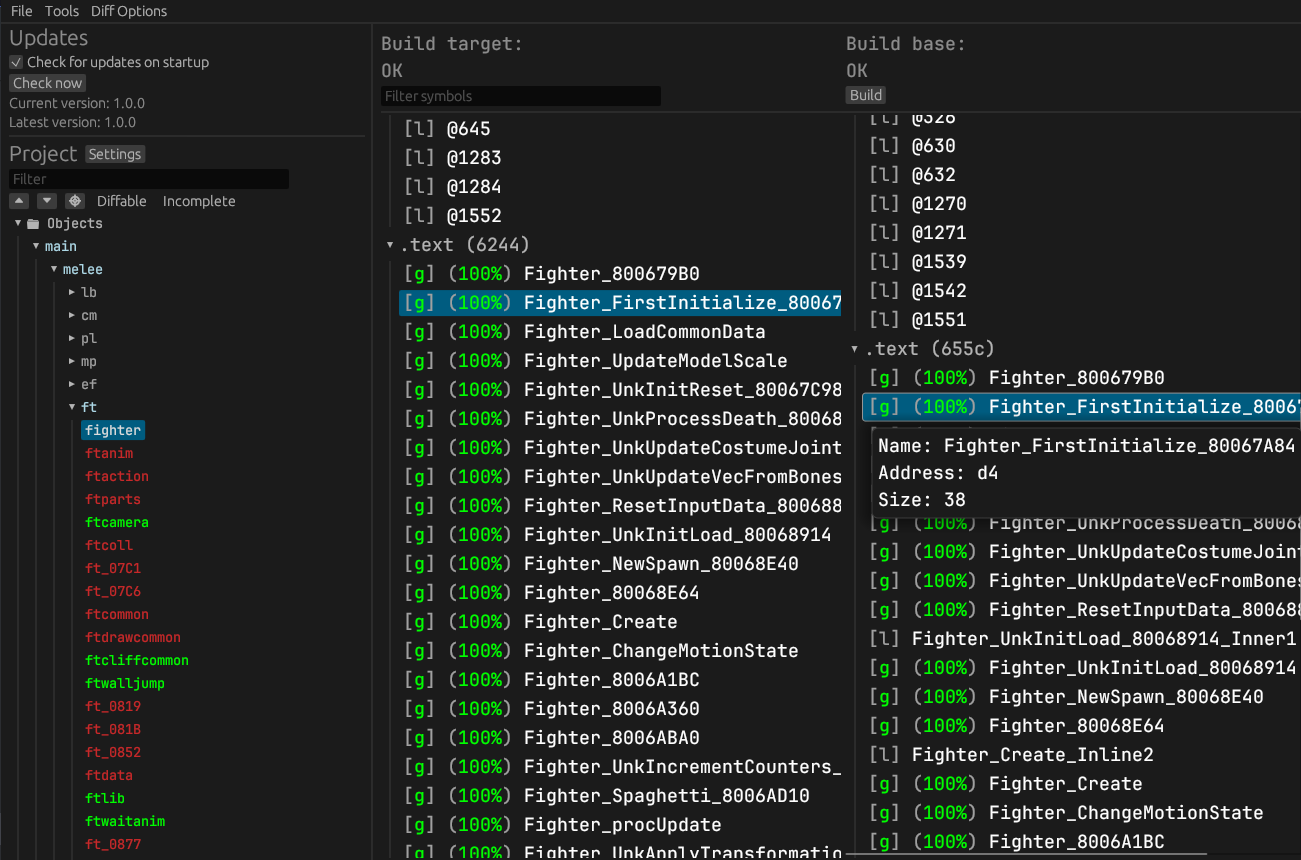 File Tools Diff Options
Updates
Check for updates on startup
Check now
Current version: 1.0.0
Latest version: 1.0.0
Project Settings
Filter
Diffable Incomplete
Objects
main
melee
lb
cm
pl
mp
ef
ft
fighter
ftanim
ftaction
ftparts
ftcamera
ftcoll
ft_07C1
ft_07C6
ftcommon
ftdrawcommon
ftcliffcommon
ftwalljump
ft_0819
ft_081B
ft_0852
ftdata
ftlib
ftwaitanim
ft_0877
Build target:
OK
Filter symbols
[l] @645
[l] @1283
[l] @1284
[l] @1552
.text (6244)
[g] (100%) Fighter_800679B0
[g] (100%) Fighter_FirstInitialize_80067
[g] (100%) Fighter_LoadCommonData
[g] (100%) Fighter_UpdateModelScale
[g] (100%) Fighter_UnkInitReset_80067C98
[g] (100%) Fighter_UnkProcessDeath_80068
[g] (100%) Fighter_UnkUpdateCostumeJoint
[g] (100%) Fighter_UnkUpdateVecFromBones
[g] (100%) Fighter_ResetInputData_800688
[g] (100%) Fighter_UnkInitLoad_80068914
[g] (100%) Fighter_NewSpawn_80068E40
[g] (100%) Fighter_80068E64
[g] (100%) Fighter_Create
[g] (100%) Fighter_ChangeMotionState
[g] (100%) Fighter_8006A1BC
[g] (100%) Fighter_8006A360
[g] (100%) Fighter_8006ABA0
[g] (100%) Fighter_UnkIncrementCounters_
[g] (100%) Fighter_Spaghetti_8006AD10
[g] (100%) Fighter_procUpdate
[g] (100%) Fighter_UnkApplyTransformatio
Build base:
OK
Build
[l] @326
[l] @630
[l] @632
[l] @1270
[l] @1271
[l] @1539
[l] @1542
[l] @1551
.text (655c)
[g] (100%) Fighter_800679B0
[g] (100%) Fighter_FirstInitialize_80067
Name: Fighter_FirstInitialize_80067A84
Address: d4
Size: 38
[g] (100%) Fighter_UnkProcessDeath_80068
[g] (100%) Fighter_UnkUpdateCostumeJoint
[g] (100%) Fighter_UnkUpdateVecFromBones
[g] (100%) Fighter_ResetInputData_800688
[l] Fighter_UnkInitLoad_80068914_Inner1
[g] (100%) Fighter_UnkInitLoad_80068914
[g] (100%) Fighter_NewSpawn_80068E40
[g] (100%) Fighter_80068E64
[l] Fighter_Create_Inline2
[g] (100%) Fighter_Create
[g] (100%) Fighter_ChangeMotionState
[g] (100%) Fighter_8006A1BC